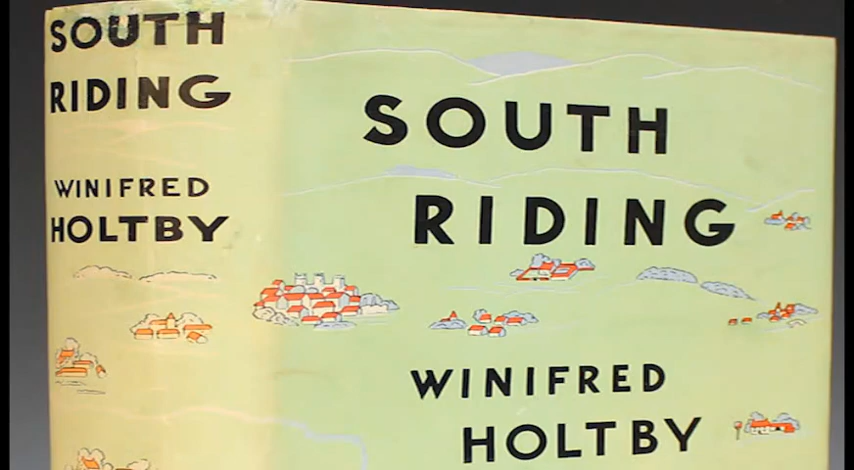 SOUTH
RIDING
WINIFRED
HOLTBY
SOUTH
RIDING
WINIFRED
HOLTBY